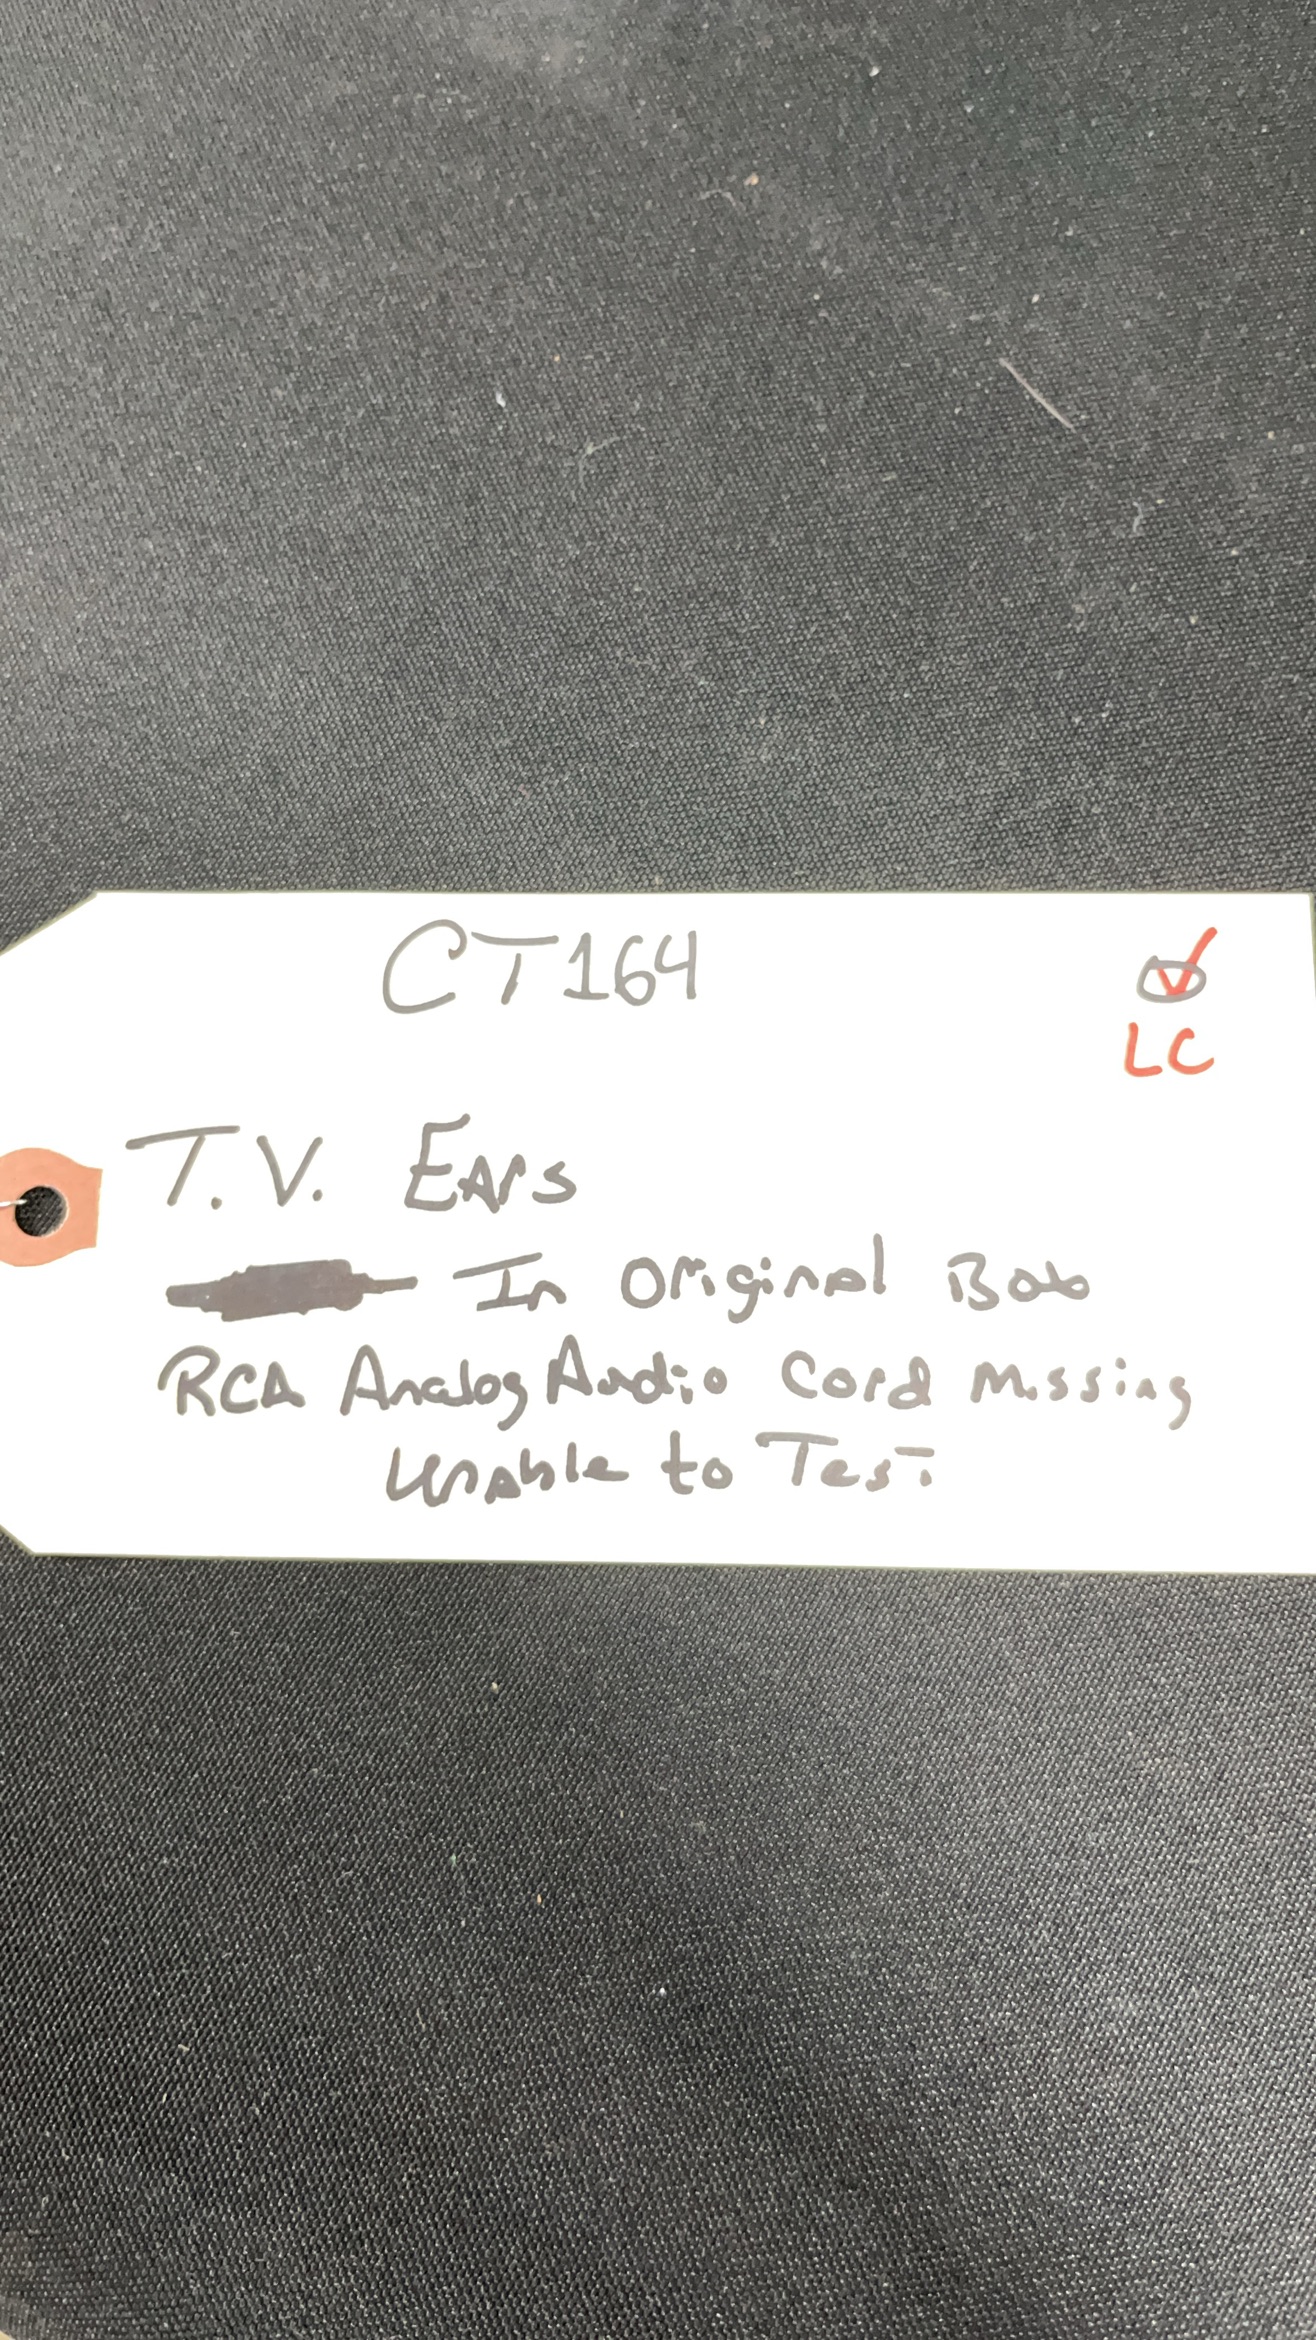 CT164
LC
T.V. Ears
In Original Box
RCA Analog Audio Cord Missing
Unable to Test